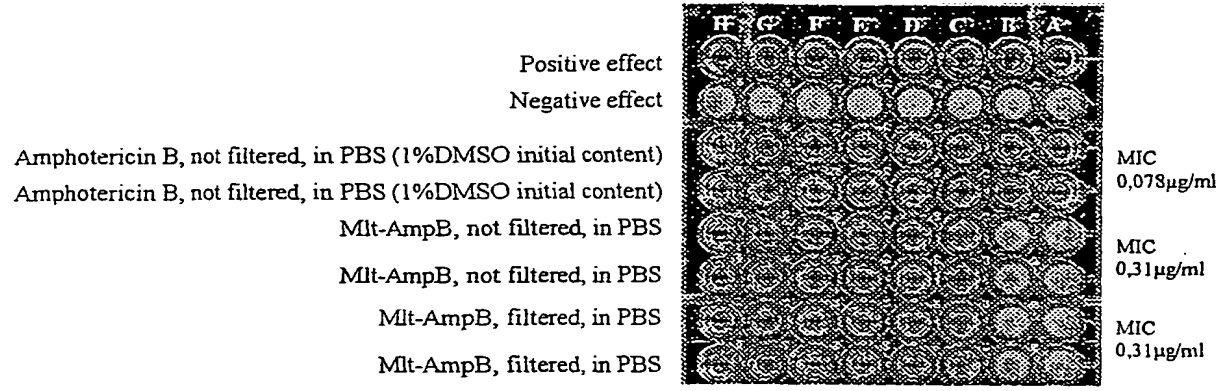 H G F E D C B A
Positive effect
Negative effect
Amphotericin B, not filtered, in PBS (1%DMSO initial content)
Amphotericin B, not filtered, in PBS (1%DMSO initial content)
MIC
0,078µg/ml
Mlt-AmpB, not filtered, in PBS
Mlt-AmpB, not filtered, in PBS
MIC
0,31µg/ml
Mlt-AmpB, filtered, in PBS
Mlt-AmpB, filtered, in PBS
MIC
0,31µg/ml